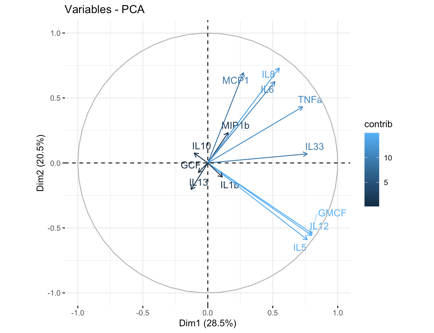 Variables - PCA
1.0
0.5
0.0
-0.5
-1.0
Dim2 (20.5%)
IL8
MCP1
IL6
TNFa
MIP1b
IL10
IL33
GCF
IL13
IL1b
GMCF
IL12
IL5
-1.0 -0.5 0.0 0.5 1.0
Dim1 (28.5%)
contrib
10
5